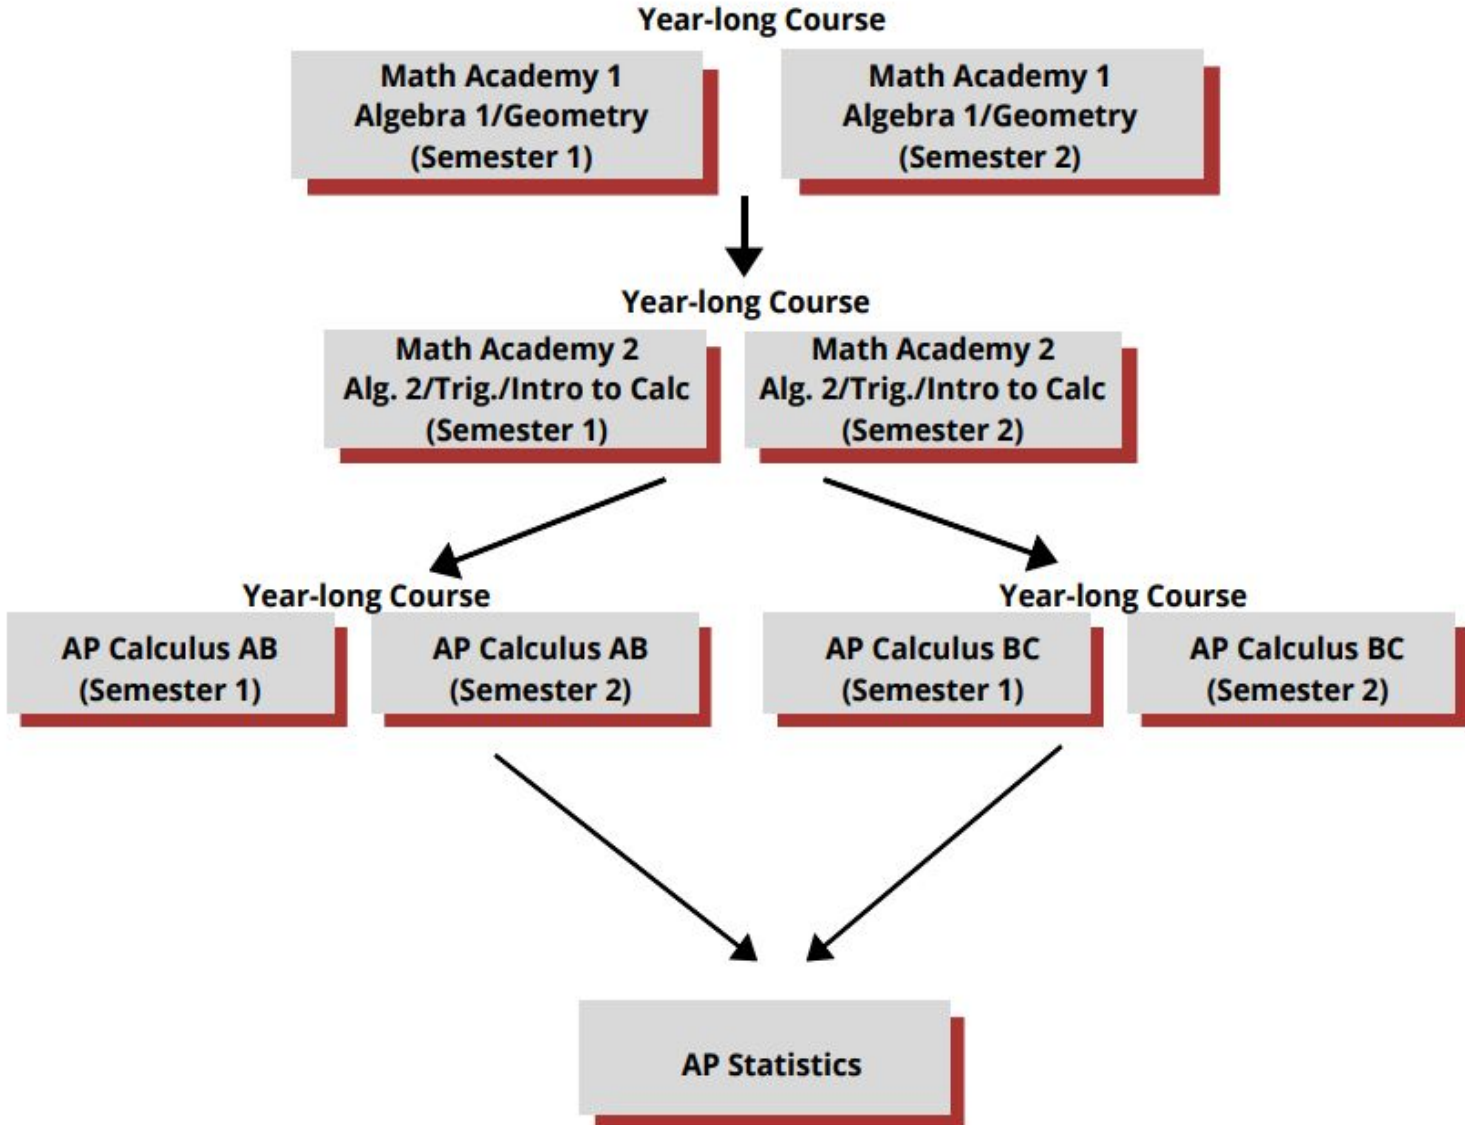 Year-long Course
Math Academy 1
Algebra 1/Geometry
(Semester 1)
Math Academy 1
Algebra 1/Geometry
(Semester 2)
Year-long Course
Math Academy 2
Alg. 2/Trig./Intro to Calc
(Semester 1)
Math Academy 2
Alg. 2/Trig./Intro to Calc
(Semester 2)
Year-long Course
AP Calculus AB
(Semester 1)
AP Calculus AB
(Semester 2)
Year-long Course
AP Calculus BC
(Semester 1)
AP Calculus BC
(Semester 2)
AP Statistics